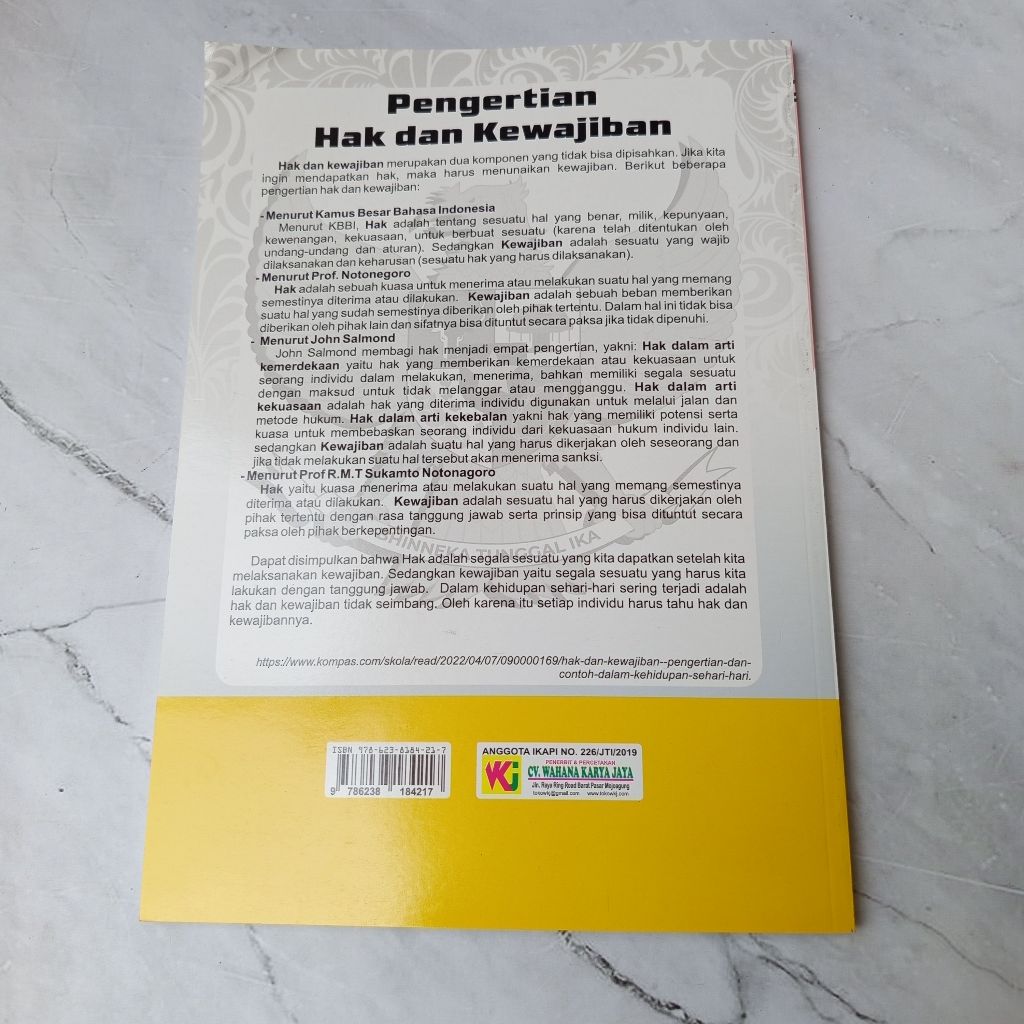 Pengertian
Hak dan Kewajiban
Hak dan kewajiban merupakan dua komponen yang tidak bisa dipisahkan. Jika kita
ingin mendapatkan hak, maka harus menunaikan kewajiban. Berikut beberapa
pengertian hak dan kewajiban:
- Menurut Kamus Besar Bahasa Indonesia
Menurut KBBI, Hak adalah tentang sesuatu hal yang benar, milik, kepunyaan,
kewenangan, kekuasaan, untuk berbuat sesuatu (karena telah ditentukan oleh
undang-undang dan aturan). Sedangkan Kewajiban adalah sesuatu yang wajib
dilaksanakan dan keharusan (sesuatu hak yang harus dilaksanakan).
- Menurut Prof. Notonegoro
Hak adalah sebuah kuasa untuk menerima atau melakukan suatu hal yang memang
semestinya diterima atau dilakukan. Kewajiban adalah sebuah beban memberikan
suatu hal yang sudah semestinya diberikan oleh pihak tertentu. Dalam hal ini tidak bisa
diberikan oleh pihak lain dan sifatnya bisa dituntut secara paksa jika tidak dipenuhi.
- Menurut John Salmond
John Salmond membagi hak menjadi empat pengertian, yakni: Hak dalam arti
kemerdekaan yaitu hak yang memberikan kemerdekaan atau kekuasaan untuk
seorang individu dalam melakukan, menerima, bahkan memiliki segala sesuatu
dengan maksud untuk tidak melanggar atau mengganggu. Hak dalam arti
kekuasaan adalah hak yang diterima individu digunakan untuk melalui jalan dan
metode hukum. Hak dalam arti kekebalan yakni hak yang memiliki potensi serta
kuasa untuk membebaskan seorang individu dari kekuasaan hukum individu lain.
sedangkan Kewajiban adalah suatu hal yang harus dikerjakan oleh seseorang dan
jika tidak melakukan suatu hal tersebut akan menerima sanksi.
- Menurut Prof R.M.T Sukamto Notonagoro
Hak yaitu kuasa menerima atau melakukan suatu hal yang memang semestinya
diterima atau dilakukan. Kewajiban adalah sesuatu hal yang harus dikerjakan oleh
pihak tertentu dengan rasa tanggung jawab serta prinsip yang bisa dituntut secara
paksa oleh pihak berkepentingan.
BHINNEKA TUNGGAL IKA
Dapat disimpulkan bahwa Hak adalah segala sesuatu yang kita dapatkan setelah kita
melaksanakan kewajiban. Sedangkan kewajiban yaitu segala sesuatu yang harus kita
lakukan dengan tanggung jawab. Dalam kehidupan sehari-hari sering terjadi adalah
hak dan kewajiban tidak seimbang. Oleh karena itu setiap individu harus tahu hak dan
kewajibannya.
https://www.kompas.com/skola/read/2022/04/07/090000169/hak-dan-kewajiban--pengertian-dan-
contoh-dalam-kehidupan-sehari-hari.
ISBN 978-623-8184-21-7
9 786238 184217
ANGGOTA IKAPI NO. 226/JTI/2019
PENERBIT & PERCETAKAN
CV. WAHANA KARYA JAYA
Jln. Raya Ring Road Barat Pasar Mojoagung
tokowkj@gmail.com www.tokowkj.com